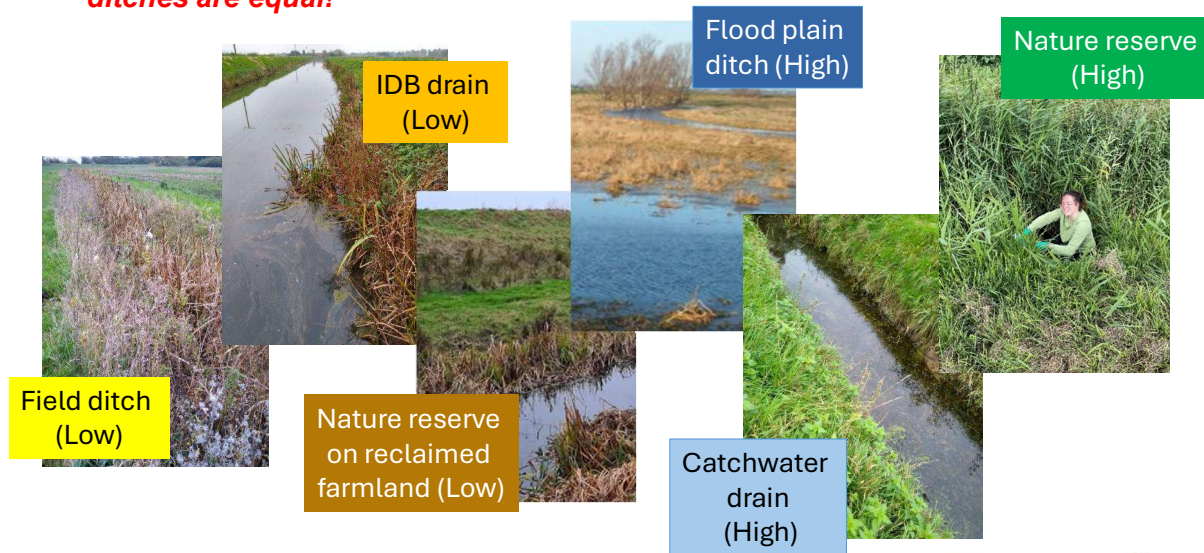 ditches are equal!
Flood plain
ditch (High)
Nature reserve
(High)
IDB drain
(Low)
Field ditch
(Low)
Nature reserve
on reclaimed
farmland (Low)
Catchwater
drain
(High)